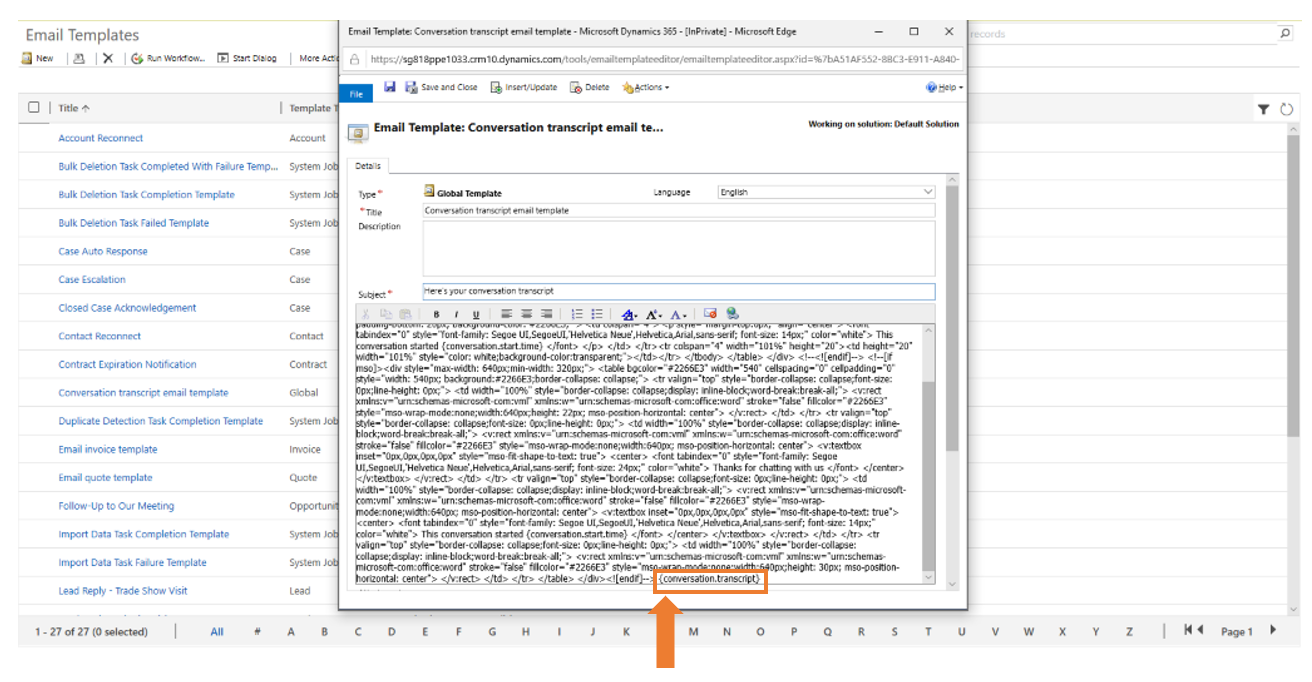 Email Templates
New
Run Workflow...
Start Dialog
More Actio
records
Title
Template T
Account Reconnect
Account
Bulk Deletion Task Completed With Failure Temp...
System Job
Bulk Deletion Task Completion Template
System Job
Bulk Deletion Task Failed Template
System Job
Case Auto Response
Case
Case Escalation
Case
Closed Case Acknowledgement
Case
Contact Reconnect
Contact
Contract Expiration Notification
Contract
Conversation transcript email template
Global
Duplicate Detection Task Completion Template
System Job
Email invoice template
Invoice
Email quote template
Quote
Follow-Up to Our Meeting
Opportunit
Import Data Task Completion Template
System Job
Import Data Task Failure Template
System Job
Lead Reply - Trade Show Visit
Lead
Email Template: Conversation transcript email template - Microsoft Dynamics 365 - [InPrivate] - Microsoft Edge
https://sg818ppe1033.crm10.dynamics.com/tools/emailtemplateeditor/emailtemplateeditor.aspx?id=%7bA51AF552-8BC3-E911-A840-
File
Save and Close
Insert/Update
Delete
Actions
Help
Email Template: Conversation transcript email te...
Working on solution: Default Solution
Details
Type *
Global Template
Language
English
* Title
Conversation transcript email template
Description
Subject *
Here's your conversation transcript
B I U
padding-bottom: 20px; background-color: #2266E3; "> <td colspan="4"> <p style="margin-top:0px;" align="center"> <font
tabindex="0" style="font-family: Segoe UI,SegoeUI,'Helvetica Neue',Helvetica,Arial,sans-serif; font-size: 14px;" color="white"> This
conversation started {conversation.start.time} </font> </p> </td> </tr><tr colspan="4" width="101%" height="20"><td height="20"
width="101%" style="color: white;background-color:transparent;"></td></tr> </tbody> </table> </div> <!--<![endif]--> <!--[if
mso]><div style="max-width: 640px;min-width: 320px;"> <table bgcolor="#2266E3" width="540" cellspacing="0" cellpadding="0"
style="width: 540px; background:#2266E3;border-collapse: collapse;"> <tr valign="top" style="border-collapse: collapse;font-size:
0px;line-height: 0px;"> <td width="100%" style="border-collapse: collapse;display: inline-block;word-break:break-all;"> <v:rect
xmlns:v="urn:schemas-microsoft-com:vml" xmlns:w="urn:schemas-microsoft-com:office:word" stroke="false" fillcolor="#2266E3"
style="mso-wrap-mode:none;width:640px;height: 22px; mso-position-horizontal: center"> </v:rect> </td> </tr> <tr valign="top"
style="border-collapse: collapse;font-size: 0px;line-height: 0px;"> <td width="100%" style="border-collapse: collapse;display: inline-
block;word-break:break-all;"> <v:rect xmlns:v="urn:schemas-microsoft-com:vml" xmlns:w="urn:schemas-microsoft-com:office:word"
stroke="false" fillcolor="#2266E3" style="mso-wrap-mode:none;width:640px; mso-position-horizontal: center"> <v:textbox
inset="0px,0px,0px,0px" style="mso-fit-shape-to-text: true"> <center> <font tabindex="0" style="font-family: Segoe
UI,SegoeUI,'Helvetica Neue',Helvetica,Arial,sans-serif; font-size: 24px;" color="white"> Thanks for chatting with us </font> </center>
</v:textbox> </v:rect> </td> </tr> <tr valign="top" style="border-collapse: collapse;font-size: 0px;line-height: 0px;"> <td
width="100%" style="border-collapse: collapse;display: inline-block;word-break:break-all;"> <v:rect xmlns:v="urn:schemas-microsoft-
com:vml" xmlns:w="urn:schemas-microsoft-com:office:word" stroke="false" fillcolor="#2266E3" style="mso-wrap-
mode:none;width:640px; mso-position-horizontal: center"> <v:textbox inset="0px,0px,0px,0px" style="mso-fit-shape-to-text: true">
<center> <font tabindex="0" style="font-family: Segoe UI,SegoeUI,'Helvetica Neue',Helvetica,Arial,sans-serif; font-size: 14px;"
color="white"> This conversation started {conversation.start.time} </font> </center> </v:textbox> </v:rect> </td> </tr> <tr
valign="top" style="border-collapse: collapse;font-size: 0px;line-height: 0px;"> <td width="100%" style="border-collapse:
collapse;display: inline-block;word-break:break-all;"> <v:rect xmlns:v="urn:schemas-microsoft-com:vml" xmlns:w="urn:schemas-
microsoft-com:office:word" stroke="false" fillcolor="#2266E3" style="mso-wrap-mode:none;width:640px;height: 30px; mso-position-
horizontal: center"> </v:rect> </td> </tr> </table> </div><![endif]--> {conversation.transcript}
1 - 27 of 27 (0 selected)
All # A B C D E F G H I J K M N O P Q R S T U V W X Y Z
Page 1